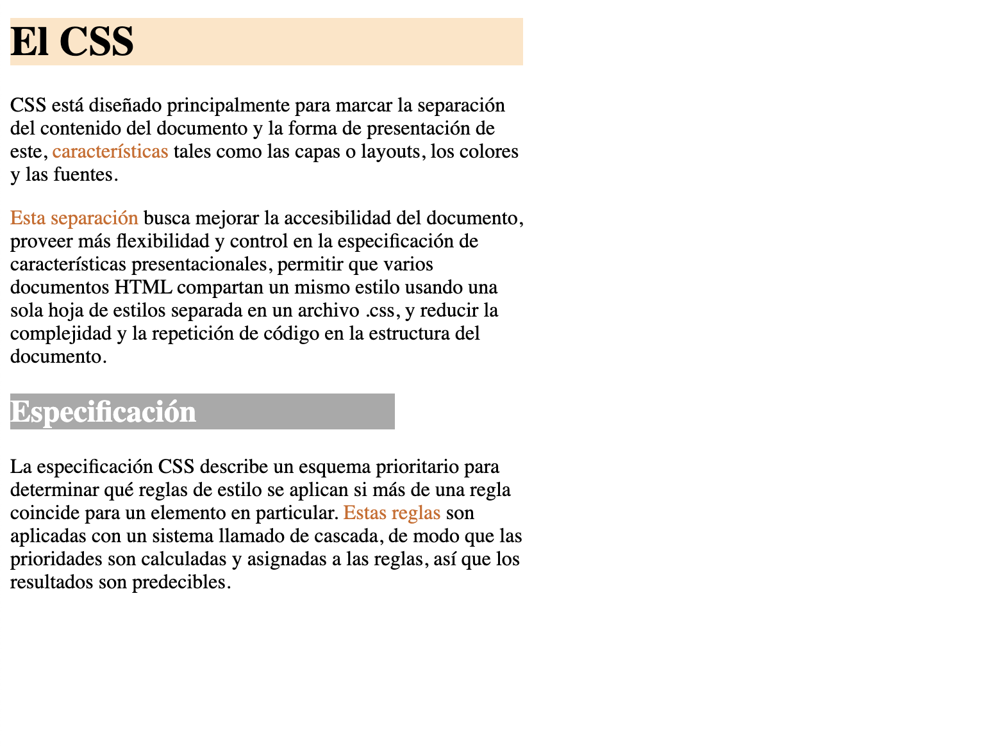 El CSS
CSS está diseñado principalmente para marcar la separación
del contenido del documento y la forma de presentación de
este, características tales como las capas o layouts, los colores
y las fuentes.
Esta separación busca mejorar la accesibilidad del documento,
proveer más flexibilidad y control en la especificación de
características presentacionales, permitir que varios
documentos HTML compartan un mismo estilo usando una
sola hoja de estilos separada en un archivo .css, y reducir la
complejidad y la repetición de código en la estructura del
documento.
Especificación
La especificación CSS describe un esquema prioritario para
determinar qué reglas de estilo se aplican si más de una regla
coincide para un elemento en particular. Estas reglas son
aplicadas con un sistema llamado de cascada, de modo que las
prioridades son calculadas y asignadas a las reglas, así que los
resultados son predecibles.